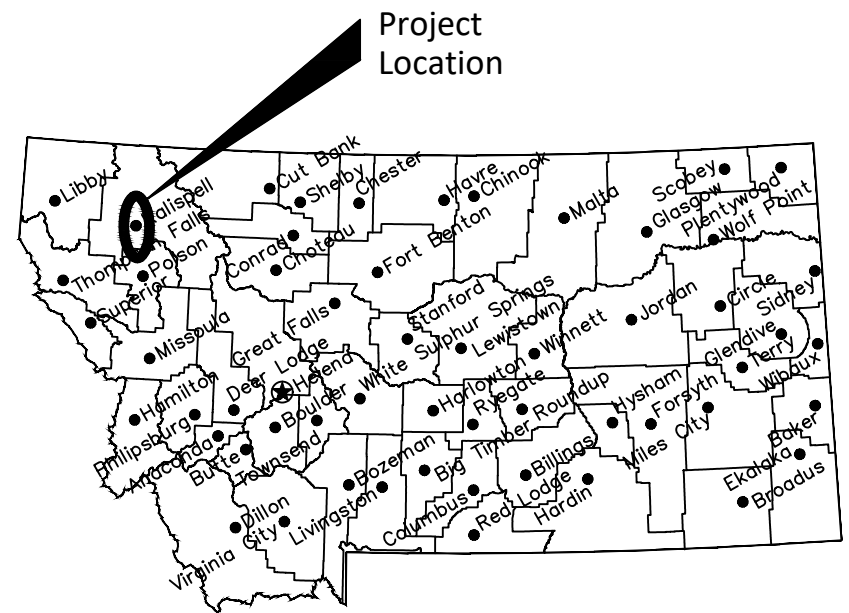 Project
Location
Libby
alispell
Cut Bank
Shelby
Chester
Havre
Chinook
Malta
Scobey
Glasgow
Plentywood
Wolf Point
Falls
Polson
Conrad
Choteau
Fort Benton
Superior
Stanford
Jordan
Circle
Sidney
Missoula
Great Falls
White Sulphur Springs
Lewistown
Winnett
Glendive
Terry
Wibaux
Deer Lodge
Helena
Hamilton
Boulder
Harlowton
Ryegate
Roundup
Hysham
Forsyth
Miles City
Baker
Philipsburg
Anaconda
Butte
Townsend
Bozeman
Big Timber
Billings
Ekalaka
Broadus
Livingston
Columbus
Red Lodge
Hardin
Dillon
Virginia City